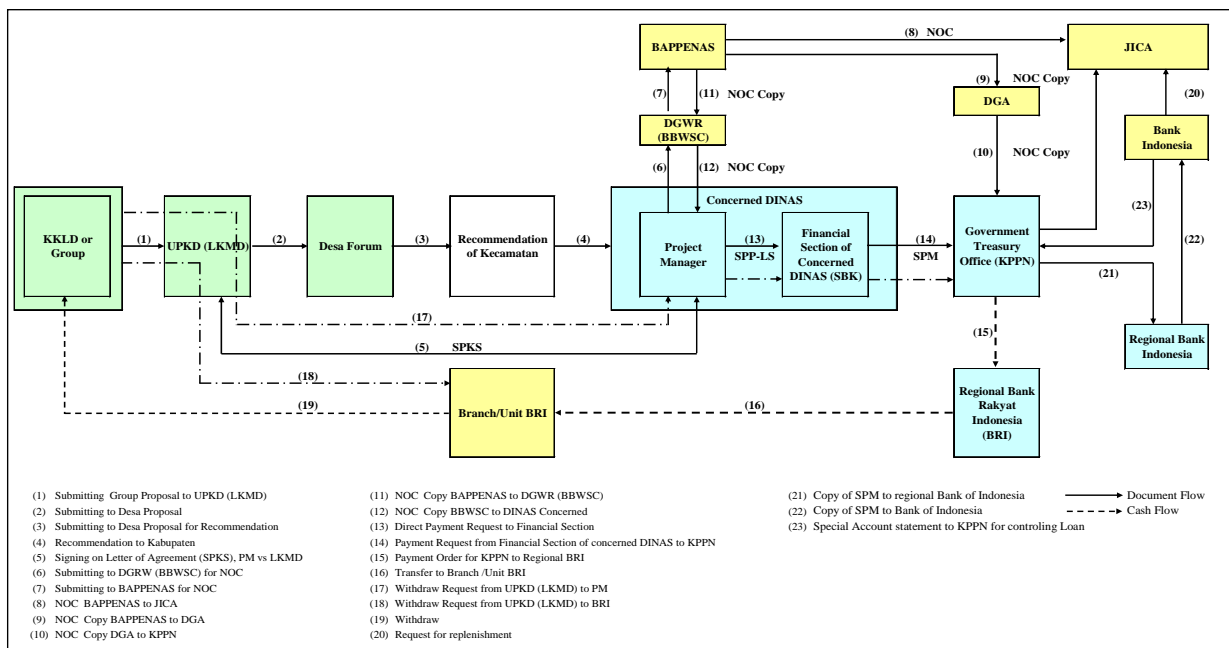 (8) NOC
BAPPENAS
JICA
(9) NOC Copy
(7)
(11) NOC Copy
(20)
DGA
DGWR
(BBWSC)
Bank
Indonesia
(10) NOC Copy
(6)
(12) NOC Copy
Concerned DINAS
(23)
KKLD or
Group
(1)
UPKD (LKMD)
(2)
Desa Forum
(3)
Recommendation
of Kecamatan
(4)
Project
Manager
(13)
SPP-LS
Financial
Section of
Concerned
DINAS (SBK)
(14)
SPM
Government
Treasury
Office (KPPN)
(22)
(21)
(17)
(15)
Regional Bank
Indonesia
(5) SPKS
(18)
(19)
Branch/Unit BRI
(16)
Regional Bank
Rakyat
Indonesia
(BRI)
(1) Submitting Group Proposal to UPKD (LKMD)
(2) Submitting to Desa Proposal
(3) Submitting to Desa Proposal for Recommendation
(4) Recommendation to Kabupaten
(5) Signing on Letter of Agreement (SPKS), PM vs LKMD
(6) Submitting to DGRW (BBWSC) for NOC
(7) Submitting to BAPPENAS for NOC
(8) NOC BAPPENAS to JICA
(9) NOC Copy BAPPENAS to DGA
(10) NOC Copy DGA to KPPN
(11) NOC Copy BAPPENAS to DGWR (BBWSC)
(12) NOC Copy BBWSC to DINAS Concerned
(13) Direct Payment Request to Financial Section
(14) Payment Request from Financial Section of concerned DINAS to KPPN
(15) Payment Order for KPPN to Regional BRI
(16) Transfer to Branch /Unit BRI
(17) Withdraw Request from UPKD (LKMD) to PM
(18) Withdraw Request from UPKD (LKMD) to BRI
(19) Withdraw
(20) Request for replenishment
(21) Copy of SPM to regional Bank of Indonesia
(22) Copy of SPM to Bank of Indonesia
(23) Special Account statement to KPPN for controling Loan
Document Flow
Cash Flow